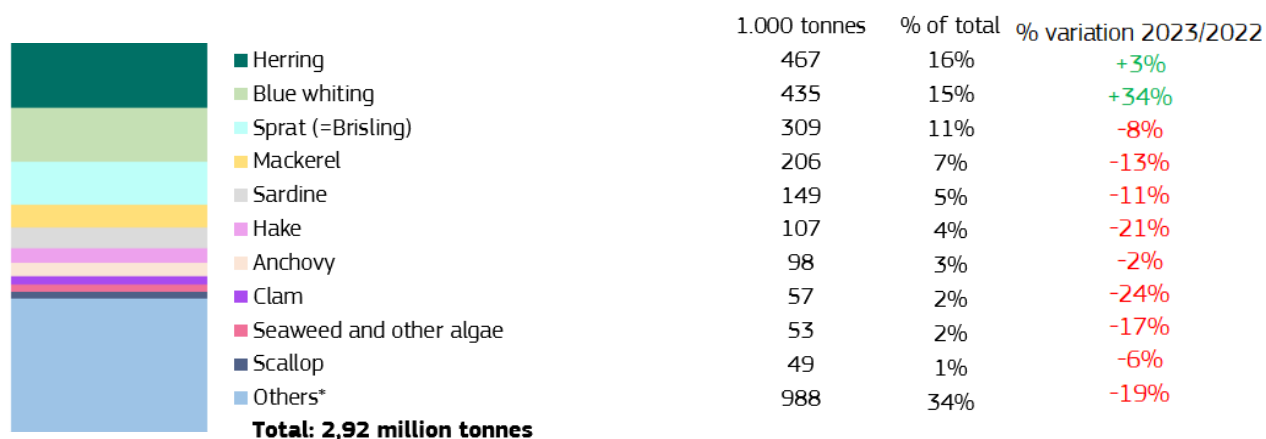 1.000 tonnes % of total % variation 2023/2022
Herring 467 16% +3%
Blue whiting 435 15% +34%
Sprat (=Brisling) 309 11% -8%
Mackerel 206 7% -13%
Sardine 149 5% -11%
Hake 107 4% -21%
Anchovy 98 3% -2%
Clam 57 2% -24%
Seaweed and other algae 53 2% -17%
Scallop 49 1% -6%
Others* 988 34% -19%
Total: 2,92 million tonnes